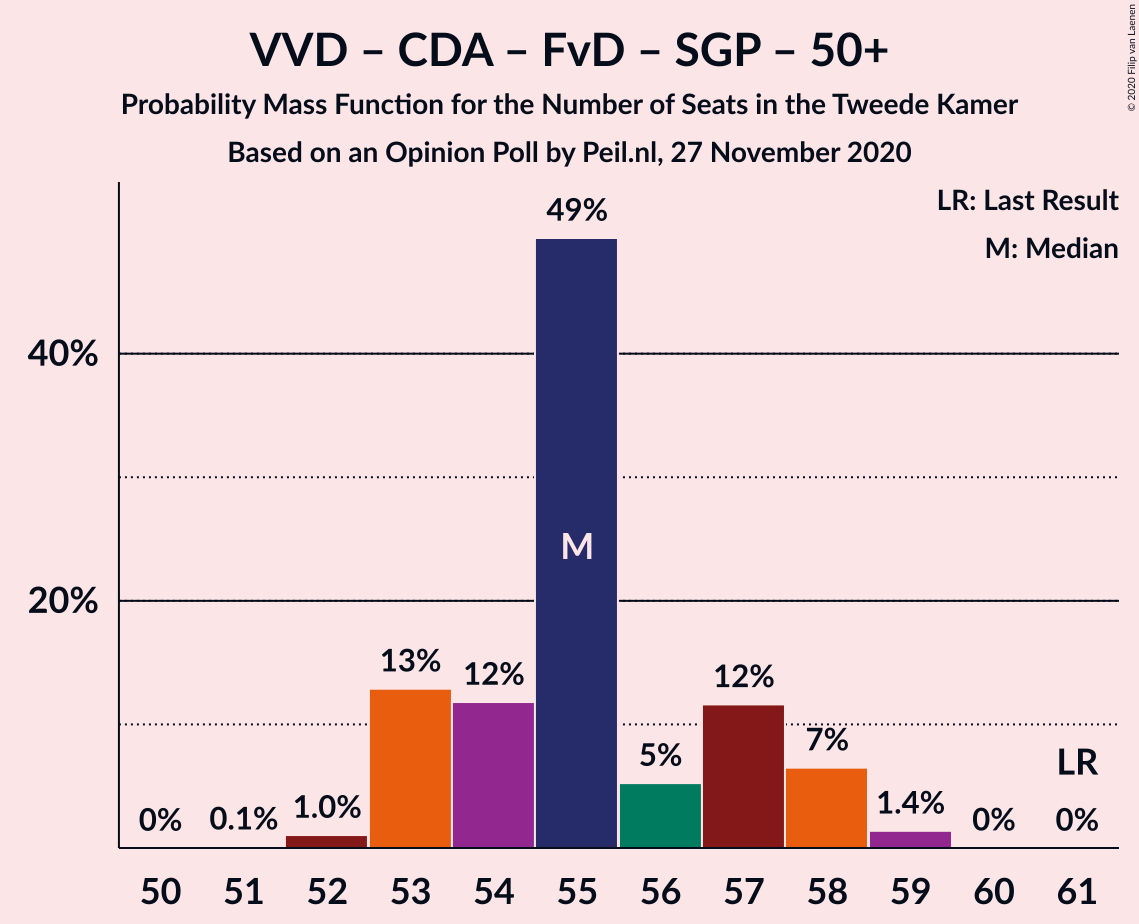 VVD – CDA – FvD – SGP – 50+
Probability Mass Function for the Number of Seats in the Tweede Kamer
Based on an Opinion Poll by Peil.nl, 27 November 2020
© 2020 Filip van Laenen
LR: Last Result
M: Median
49%
40%
M
20%
13%
12%
12%
5%
7%
LR
0%
0.1%
1.0%
1.4%
0%
0%
50 51 52 53 54 55 56 57 58 59 60 61